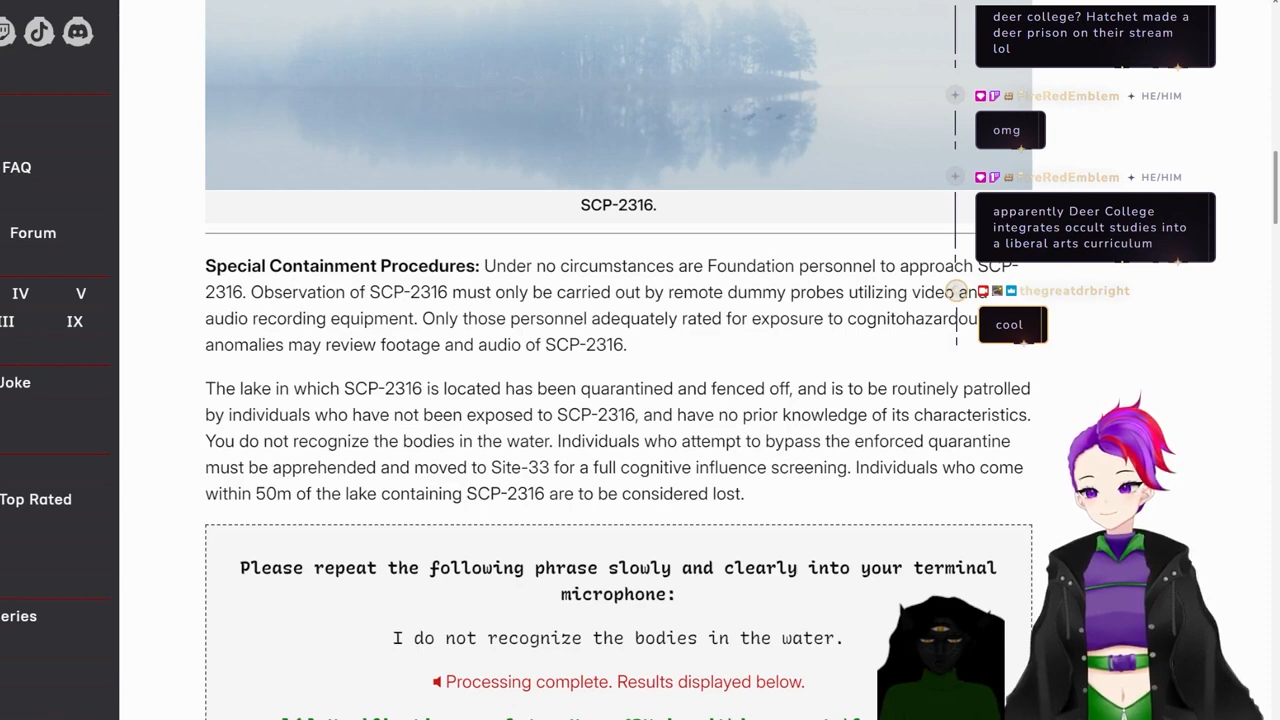 FAQ
Forum
IV V
IX
Joke
Top Rated
SCP-2316.
Special Containment Procedures: Under no circumstances are Foundation personnel to approach SCP-
2316. Observation of SCP-2316 must only be carried out by remote dummy probes utilizing video and
audio recording equipment. Only those personnel adequately rated for exposure to
anomalies may review footage and audio of SCP-2316.
The lake in which SCP-2316 is located has been quarantined and fenced off, and is to be routinely patrolled
by individuals who have not been exposed to SCP-2316, and have no prior knowledge of its characteristics.
You do not recognize the bodies in the water. Individuals who attempt to bypass the enforced quarantine
must be apprehended and moved to Site-33 for a full cognitive influence screening. Individuals who come
within 50m of the lake containing SCP-2316 are to be considered lost.
Please repeat the following phrase slowly and clearly into your terminal
microphone:
I do not recognize the bodies in the water.
Processing complete. Results displayed below.
deer college? Hatchet made a
deer prison on their stream
lol
HE/HIM
omg
HE/HIM
apparently Deer College
integrates occult studies into
a liberal arts curriculum
thegreatdrbright
cool